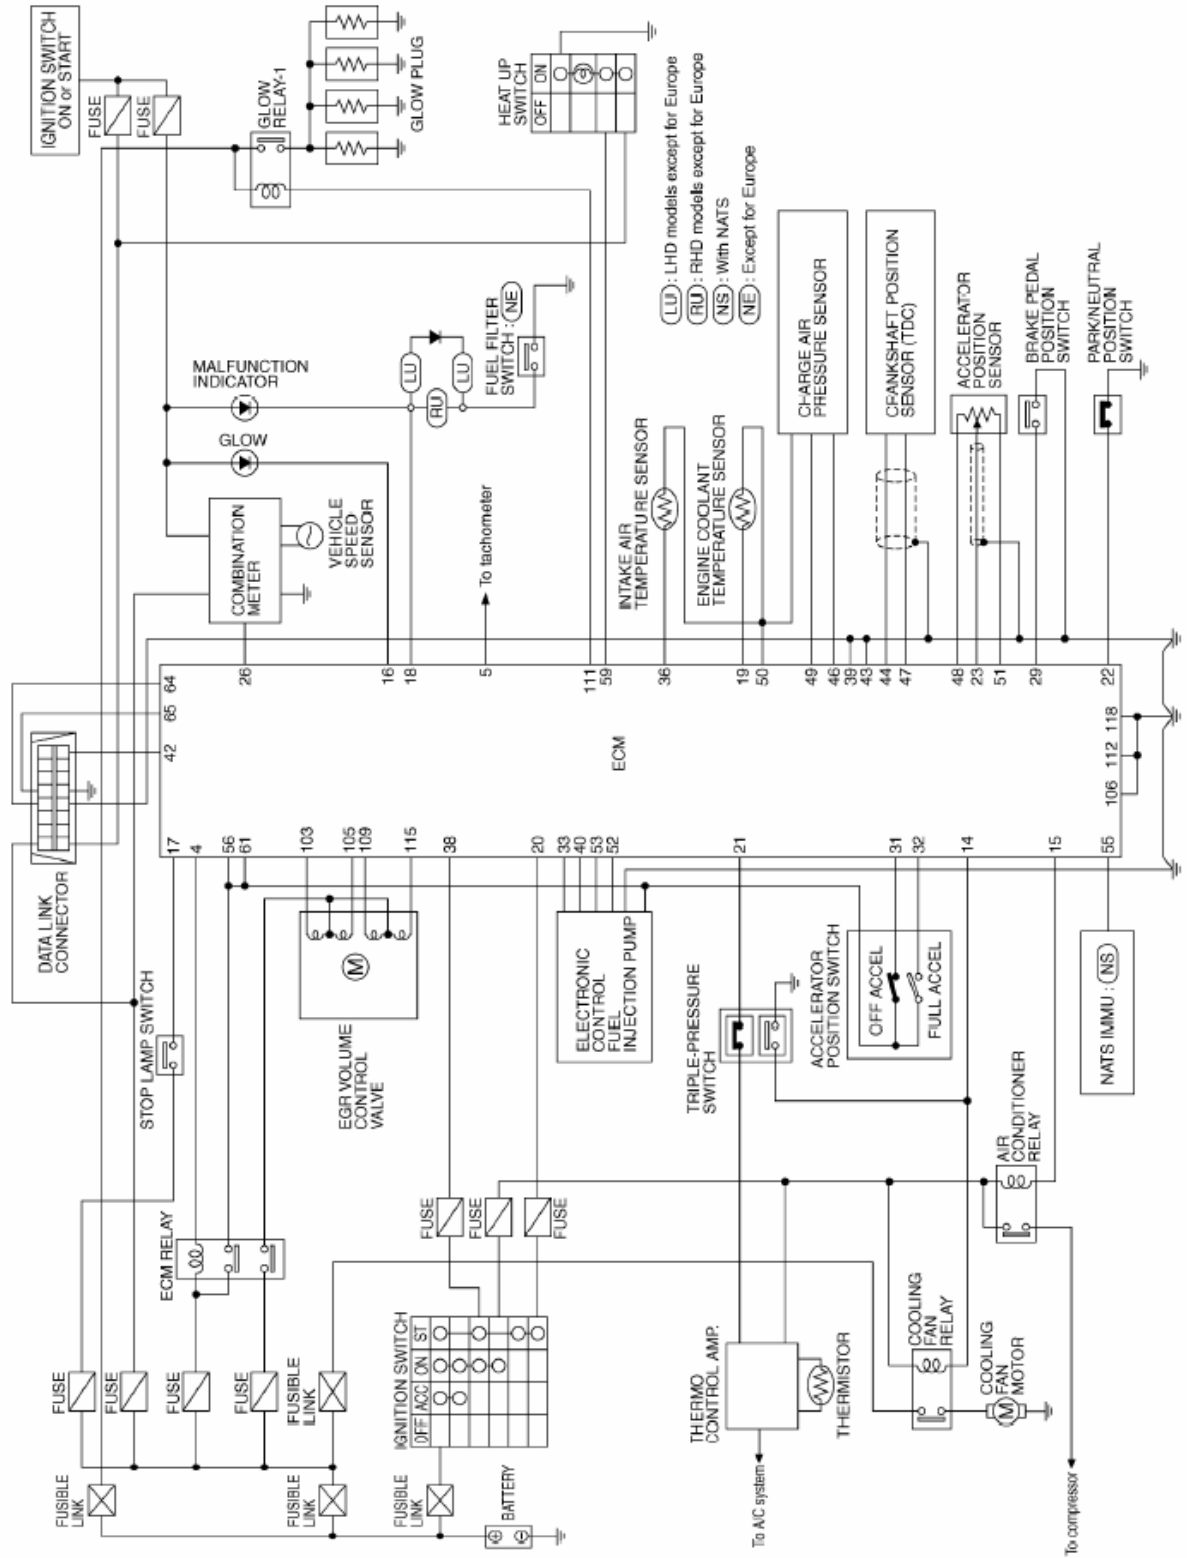 IGNITION SWITCH
ON or START
FUSE
FUSE
GLOW
RELAY-1
GLOW PLUG
HEAT UP
SWITCH
OFF
ON
LU : LHD models except for Europe
RU : RHD models except for Europe
NS : With NATS
NE : Except for Europe
MALFUNCTION
INDICATOR
GLOW
LU
LU
RU
FUEL FILTER
SWITCH : NE
COMBINATION
METER
VEHICLE
SPEED
SENSOR
To tachometer
INTAKE AIR
TEMPERATURE SENSOR
ENGINE COOLANT
TEMPERATURE SENSOR
CHARGE AIR
PRESSURE SENSOR
CRANKSHAFT POSITION
SENSOR (TDC)
ACCELERATOR
POSITION
SENSOR
BRAKE PEDAL
POSITION
SWITCH
PARK/NEUTRAL
POSITION
SWITCH
64
65
42
26
16
18
5
111
59
36
19
50
49
46
39
43
44
47
48
23
51
29
22
ECM
118
112
106
17
4
56
61
103
105
109
115
38
20
33
40
53
52
21
31
32
14
15
55
DATA LINK
CONNECTOR
STOP LAMP SWITCH
M
EGR VOLUME
CONTROL
VALVE
ELECTRONIC
CONTROL
FUEL
INJECTION PUMP
TRIPLE-PRESSURE
SWITCH
ACCELERATOR
POSITION SWITCH
OFF ACCEL
FULL ACCEL
NATS IMMU : NS
AIR
CONDITIONER
RELAY
ECM RELAY
FUSE
FUSE
FUSE
FUSE
FUSE
FUSE
FUSE
FUSIBLE
LINK
IGNITION SWITCH
OFF
ACC
ON
ST
THERMO
CONTROL AMP.
THERMISTOR
COOLING
FAN
RELAY
COOLING
FAN
MOTOR
M
FUSIBLE
LINK
FUSIBLE
LINK
FUSIBLE
LINK
BATTERY
To A/C system
To compressor